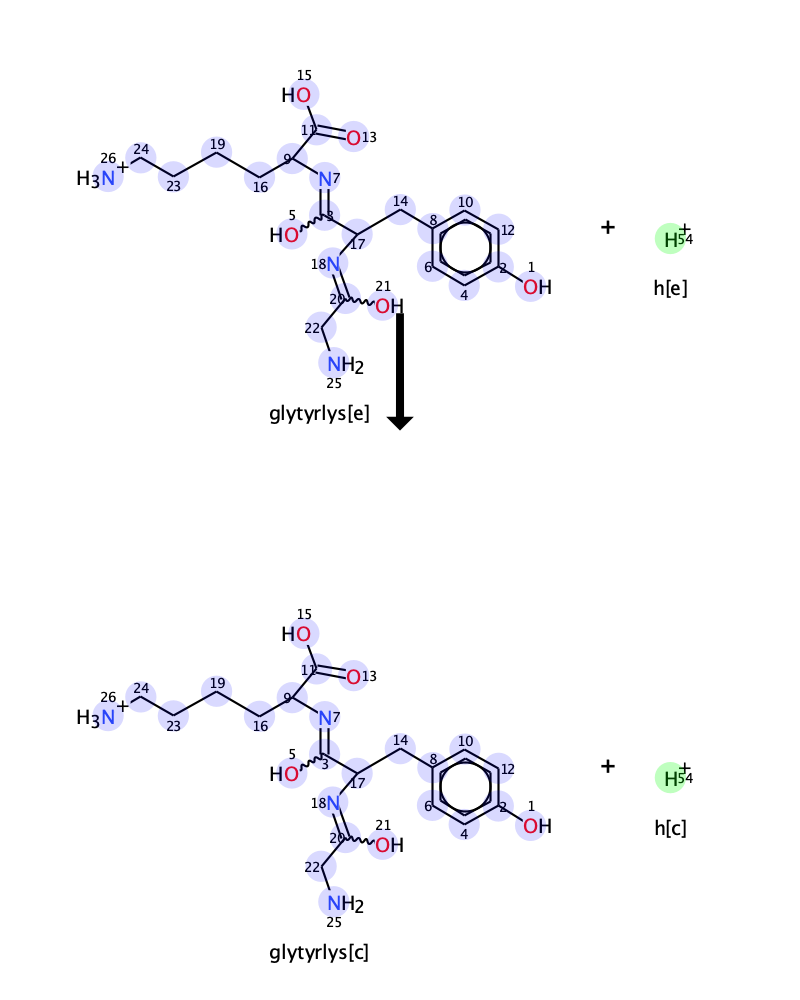 15
HO
11
O13
26 24 19 9
H3N+
23 16 N7
14 10
5 3 8 12
HO 17
+
H+54
18N 6 2 1
4 OH
h[e]
20 21
OH
22
NH2
25
glytyrlys[e]
15
HO
11
O13
26 24 19 9
H3N+
23 16 N7
14 10
5 3 8 12
HO 17
+
H+54
18N 6 2 1
4 OH
h[c]
20 21
OH
22
NH2
25
glytyrlys[c]